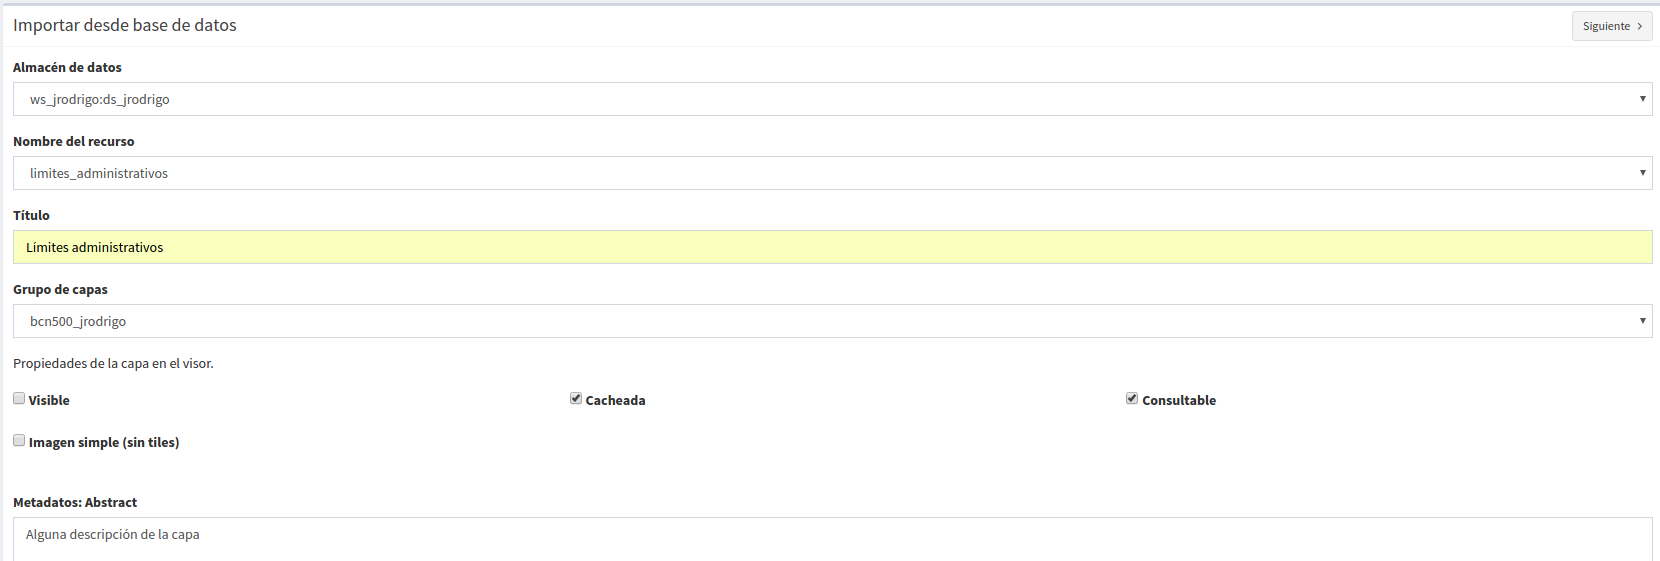 Importar desde base de datos
Siguiente
Almacén de datos
ws_jrodrigo:ds_jrodrigo
Nombre del recurso
limites_administrativos
Título
Límites administrativos
Grupo de capas
bcn500_jrodrigo
Propiedades de la capa en el visor.
Visible
Cacheada
Consultable
Imagen simple (sin tiles)
Metadatos: Abstract
Alguna descripción de la capa